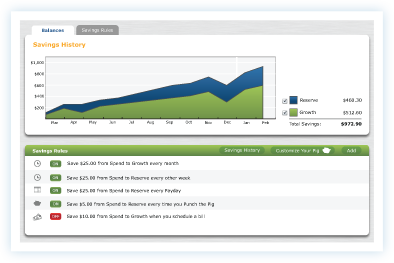 Balances
Savings Rules
Savings History
$1,000
$800
$600
$400
$200
Mar Apr May Jun Jul Aug Sep Oct Nov Dec Jan Feb
Reserve $460.30
Growth $512.60
Total Savings: $972.90
Savings Rules
Savings History
Customize Your Pig
Add
ON Save $25.00 from Spend to Growth every month
ON Save $25.00 from Spend to Reserve every other week
ON Save $25.00 from Spend to Reserve every Payday
ON Save $5.00 from Spend to Reserve every time you Punch the Pig
OFF Save $10.00 from Spend to Growth when you schedule a bill